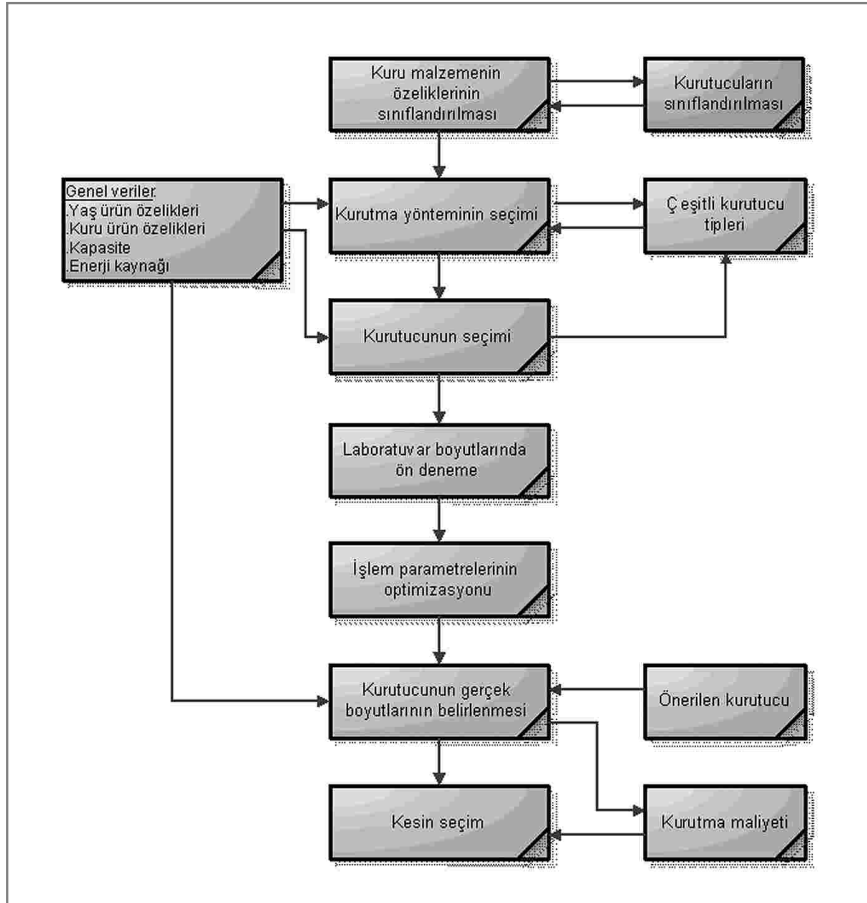 Kuru malzemenin
özeliklerinin
sınıflandırılması
Kurutucuların
sınıflandırılması
Genel veriler
.Yaş ürün özelikleri
.Kuru ürün özelikleri
.Kapasite
.Enerji kaynağı
Kurutma yönteminin seçimi
Çeşitli kurutucu
tipleri
Kurutucunun seçimi
Laboratuvar boyutlarında
ön deneme
İşlem parametrelerinin
optimizasyonu
Kurutucunun gerçek
boyutlarının belirlenmesi
Önerilen kurutucu
Kesin seçim
Kurutma maliyeti